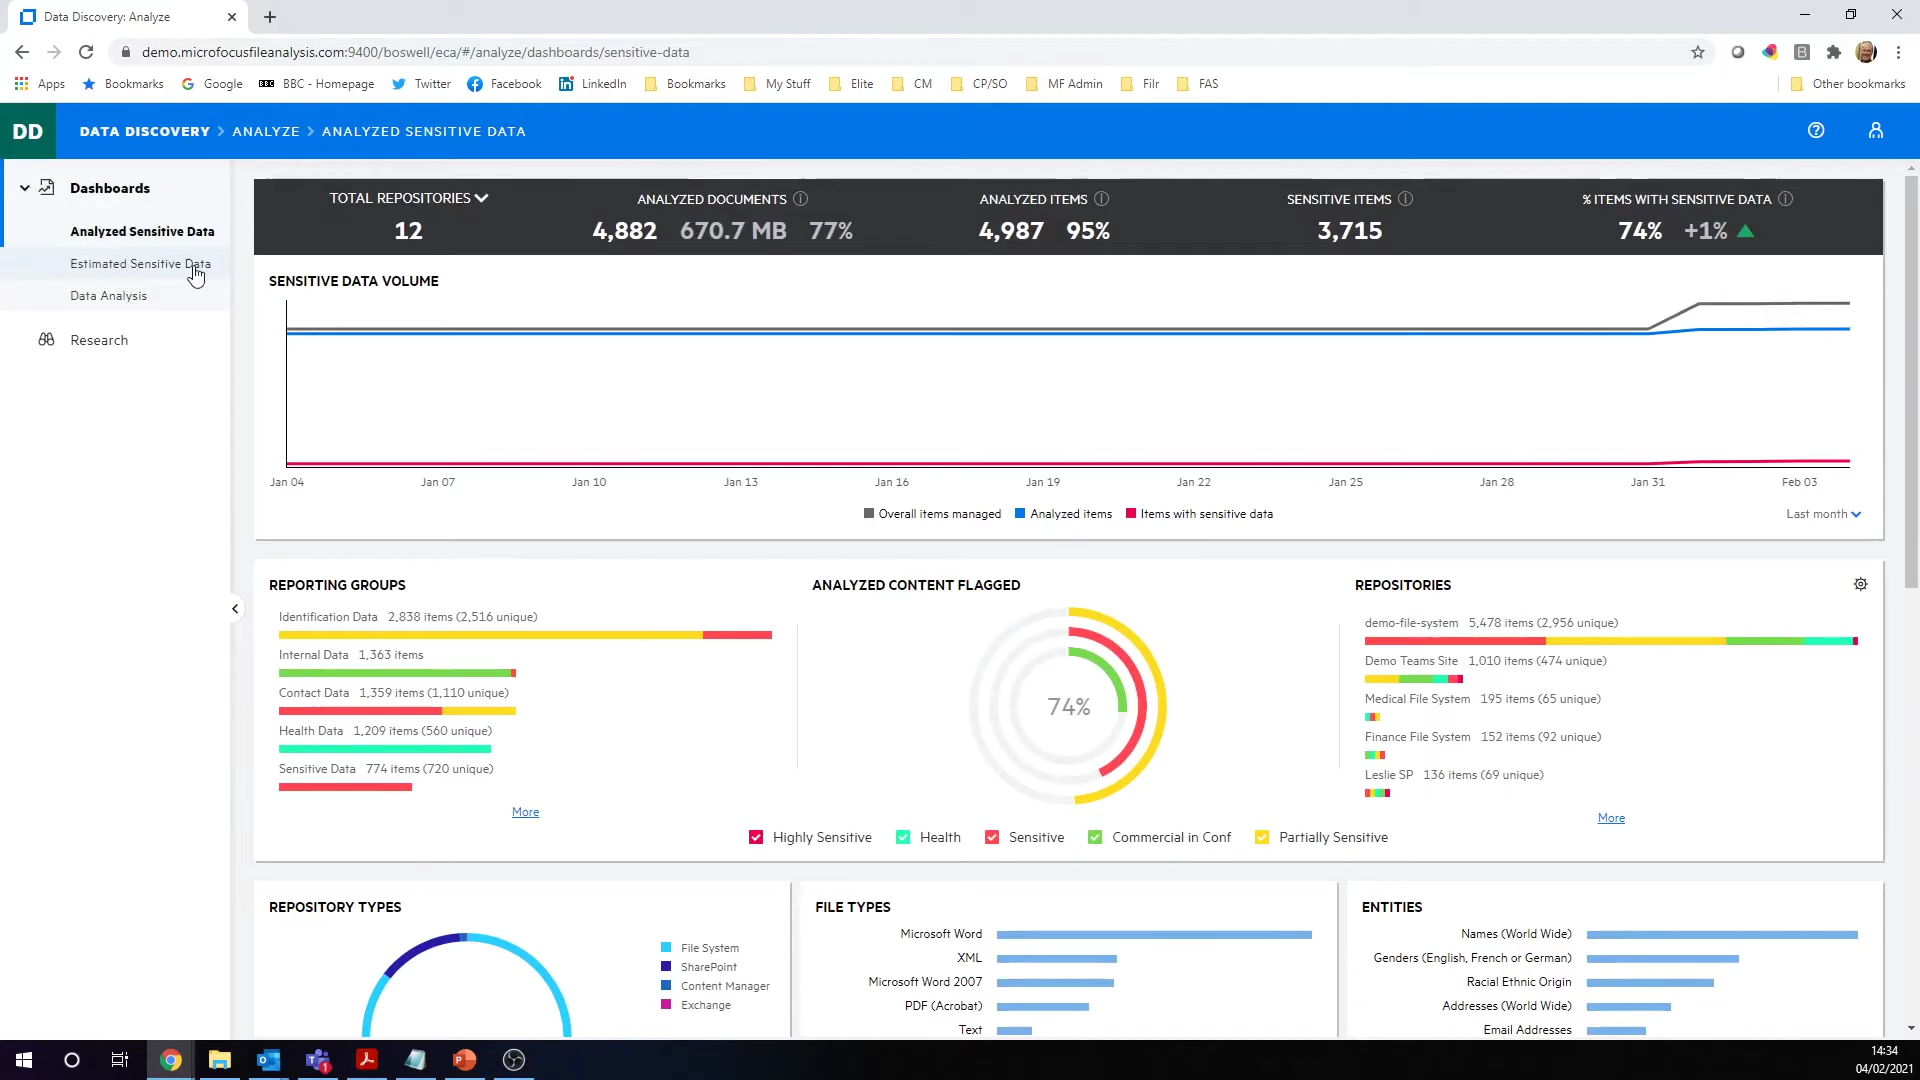 Data Discovery: Analyze
demo.microfocusfileanalysis.com:9400/boswell/eca/#/analyze/dashboards/sensitive-data
Apps Bookmarks Google BBC - Homepage Twitter Facebook LinkedIn Bookmarks My Stuff Elite CM CP/SO MF Admin Filr FAS Other bookmarks
DD DATA DISCOVERY > ANALYZE > ANALYZED SENSITIVE DATA
Dashboards
Analyzed Sensitive Data
Estimated Sensitive Data
Data Analysis
Research
TOTAL REPOSITORIES ANALYZED DOCUMENTS ANALYZED ITEMS SENSITIVE ITEMS % ITEMS WITH SENSITIVE DATA
12 4,882 670.7 MB 77% 4,987 95% 3,715 74% +1%
SENSITIVE DATA VOLUME
Jan 04 Jan 07 Jan 10 Jan 13 Jan 16 Jan 19 Jan 22 Jan 25 Jan 28 Jan 31 Feb 03
Overall items managed Analyzed items Items with sensitive data Last month
REPORTING GROUPS
Identification Data 2,838 items (2,516 unique)
Internal Data 1,363 items
Contact Data 1,359 items (1,110 unique)
Health Data 1,209 items (560 unique)
Sensitive Data 774 items (720 unique)
More
ANALYZED CONTENT FLAGGED
74%
Highly Sensitive Health Sensitive Commercial in Conf Partially Sensitive
REPOSITORIES
demo-file-system 5,478 items (2,956 unique)
Demo Teams Site 1,010 items (474 unique)
Medical File System 195 items (65 unique)
Finance File System 152 items (92 unique)
Leslie SP 136 items (69 unique)
More
REPOSITORY TYPES
File System
SharePoint
Content Manager
Exchange
FILE TYPES
Microsoft Word
XML
Microsoft Word 2007
PDF (Acrobat)
Text
ENTITIES
Names (World Wide)
Genders (English, French or German)
Racial Ethnic Origin
Addresses (World Wide)
Email Addresses
14:34
04/02/2021